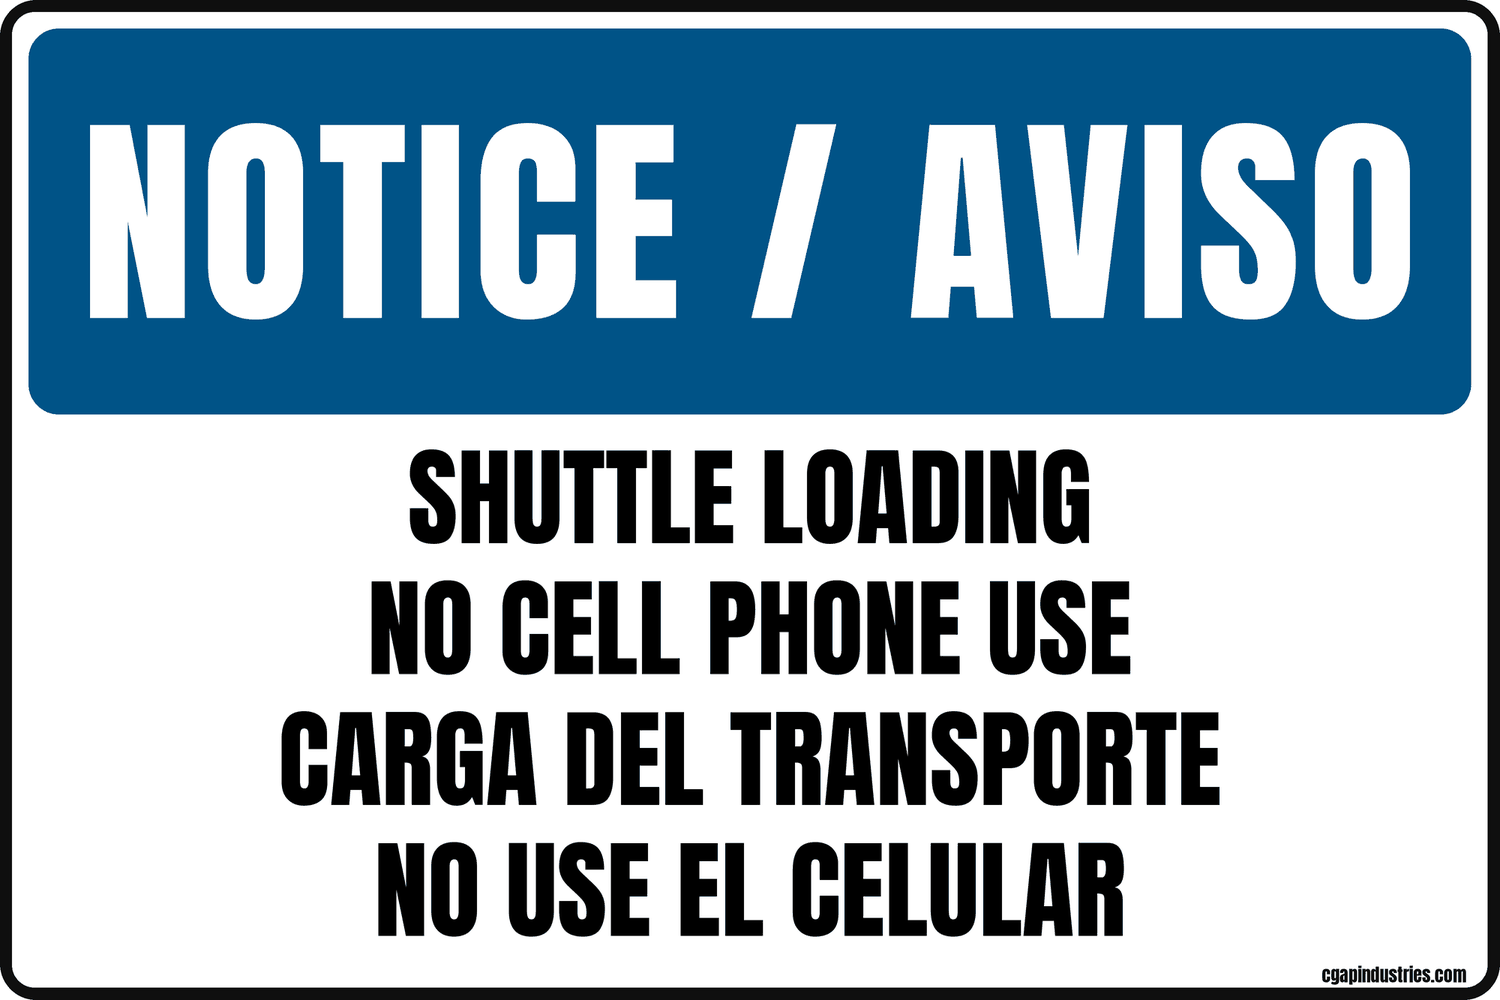 NOTICE / AVISO
SHUTTLE LOADING
NO CELL PHONE USE
CARGA DEL TRANSPORTE
NO USE EL CELULAR
cgapindustries.com